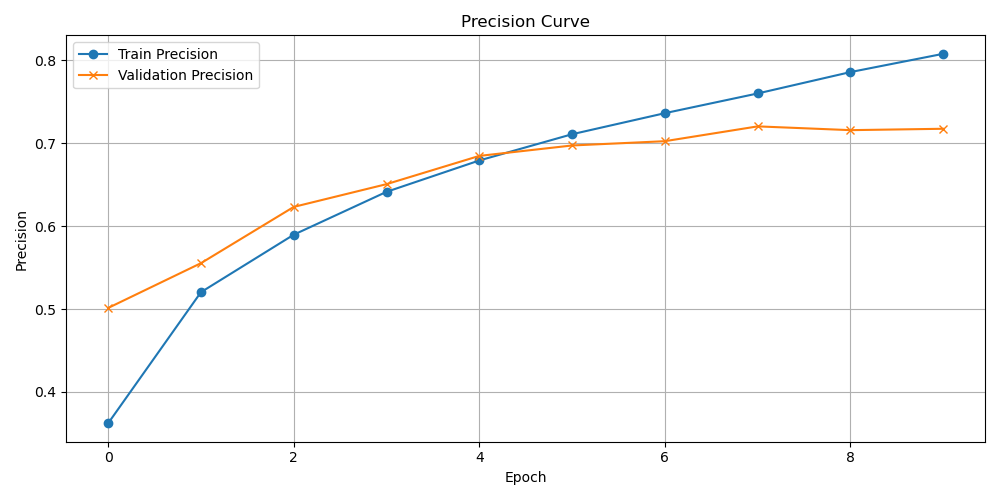 Precision Curve
Train Precision
Validation Precision
0.8
0.7
0.6
0.5
0.4
Precision
0 2 4 6 8
Epoch